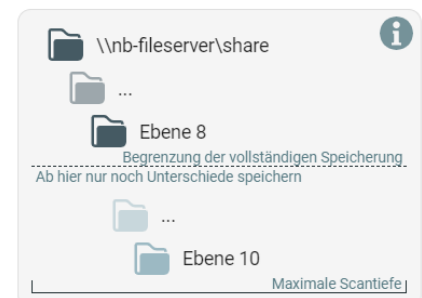 \\nb-fileserver\share
...
Ebene 8
Begrenzung der vollständigen Speicherung
Ab hier nur noch Unterschiede speichern
...
Ebene 10
Maximale Scantiefe